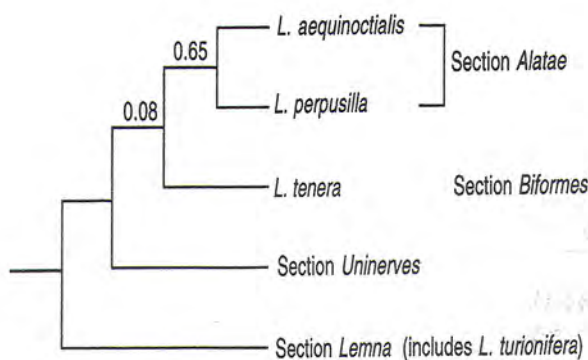 L. aequinoctialis
0.65
Section Alatae
L. perpusilla
0.08
L. tenera
Section Biformes
Section Uninerves
Section Lemna (includes L. turionifera)